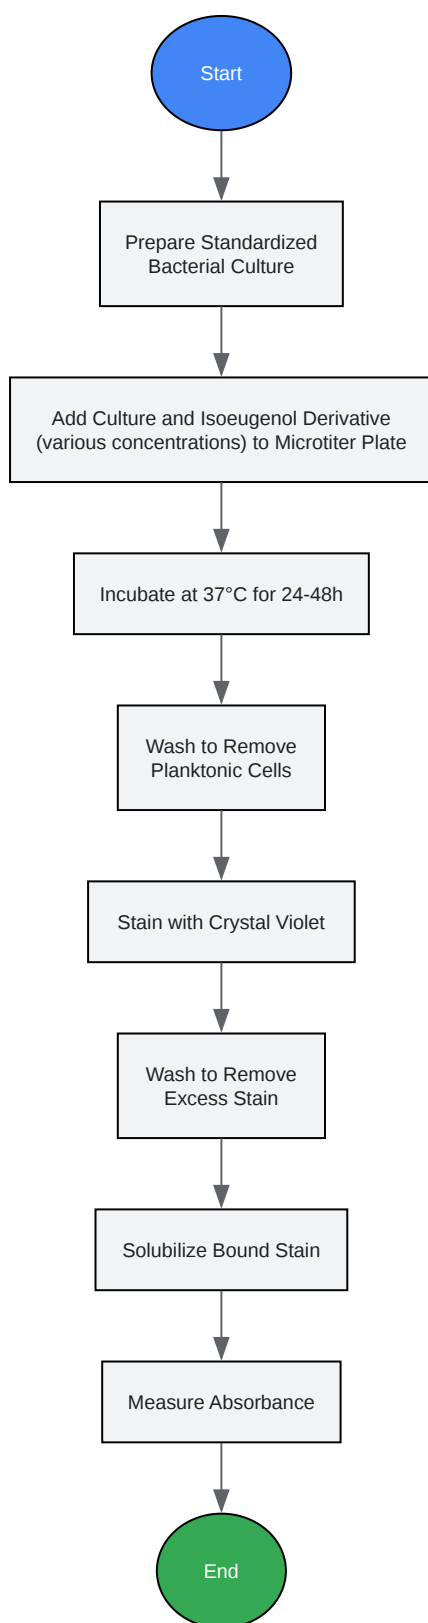 Start
Prepare Standardized
Bacterial Culture
Add Culture and Isoeugenol Derivative
(various concentrations) to Microtiter Plate
Incubate at 37°C for 24-48h
Wash to Remove
Planktonic Cells
Stain with Crystal Violet
Wash to Remove
Excess Stain
Solubilize Bound Stain
Measure Absorbance
End